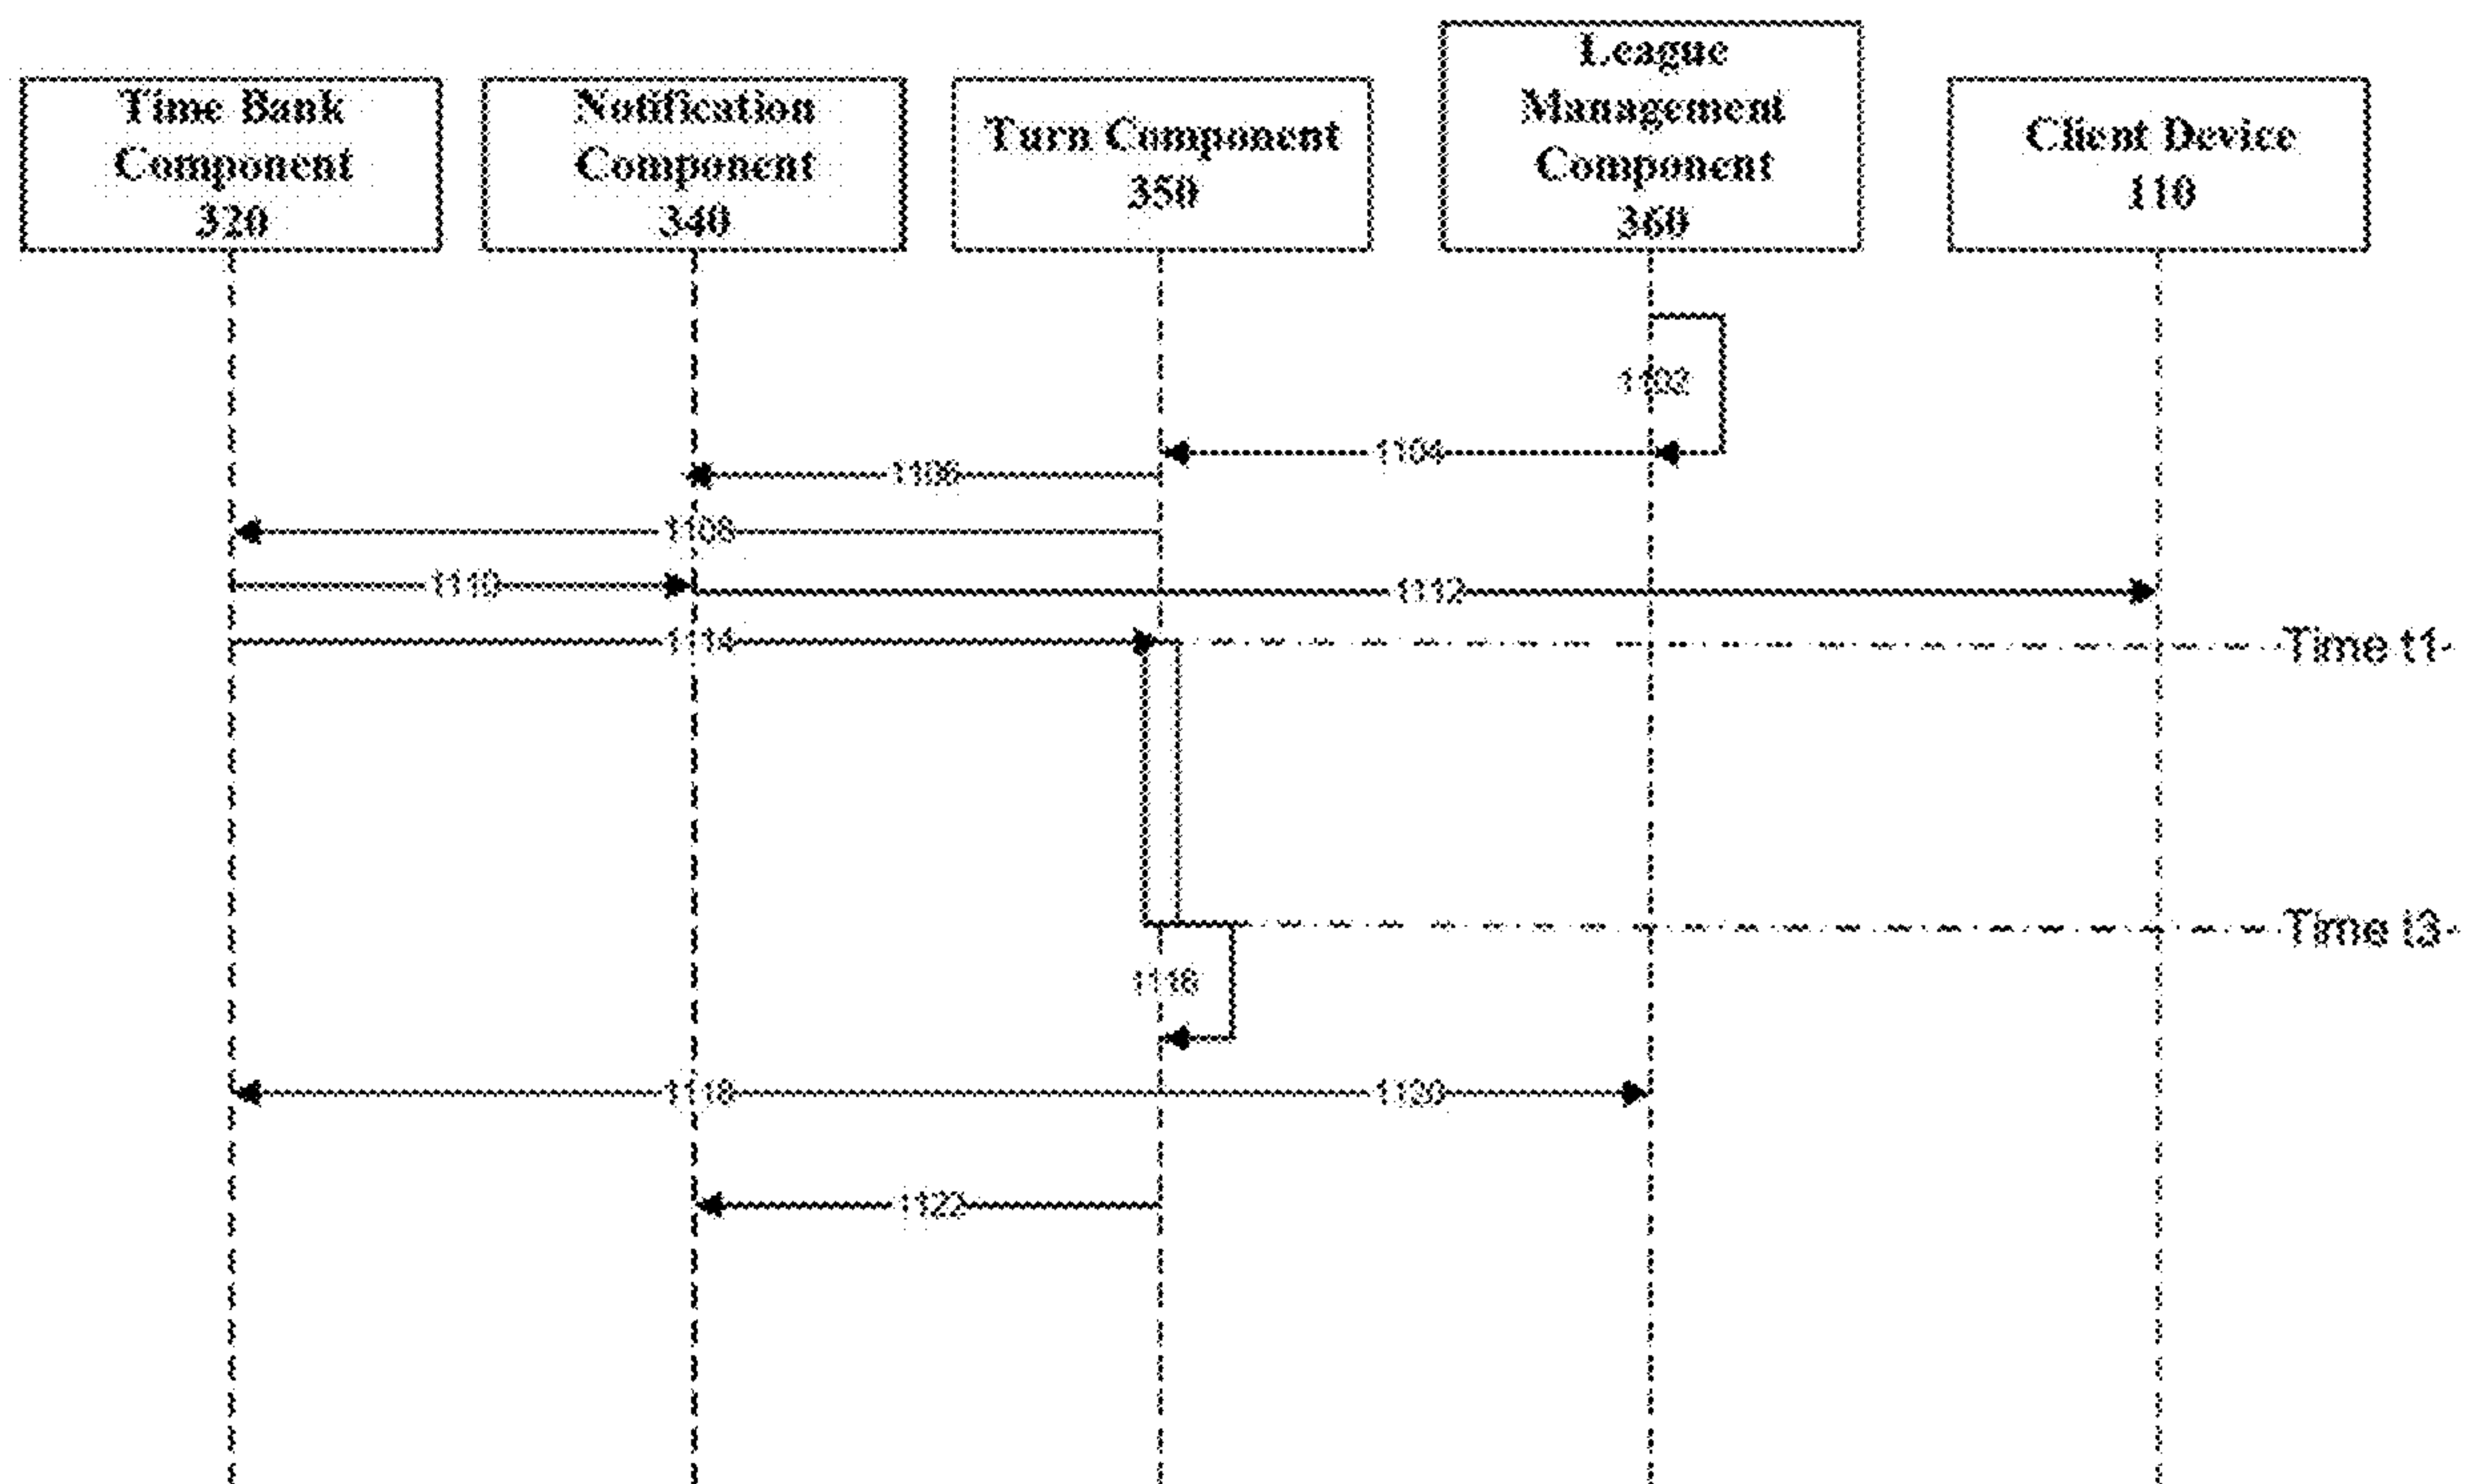 Time Bank
Component
320
Notification
Component
340
Turn Component
350
League
Management
Component
360
Client Device
110
1102
1104
1106
1108
1110
1112
1114
Time t1
Time t3
1116
1118
1120
1122